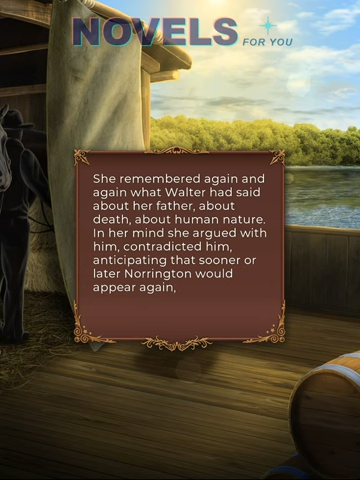 NOVELS
FOR YOU
She remembered again and
again what Walter had said
about her father, about
death, about human nature.
In her mind she argued with
him, contradicted him,
anticipating that sooner or
later Norrington would
appear again,